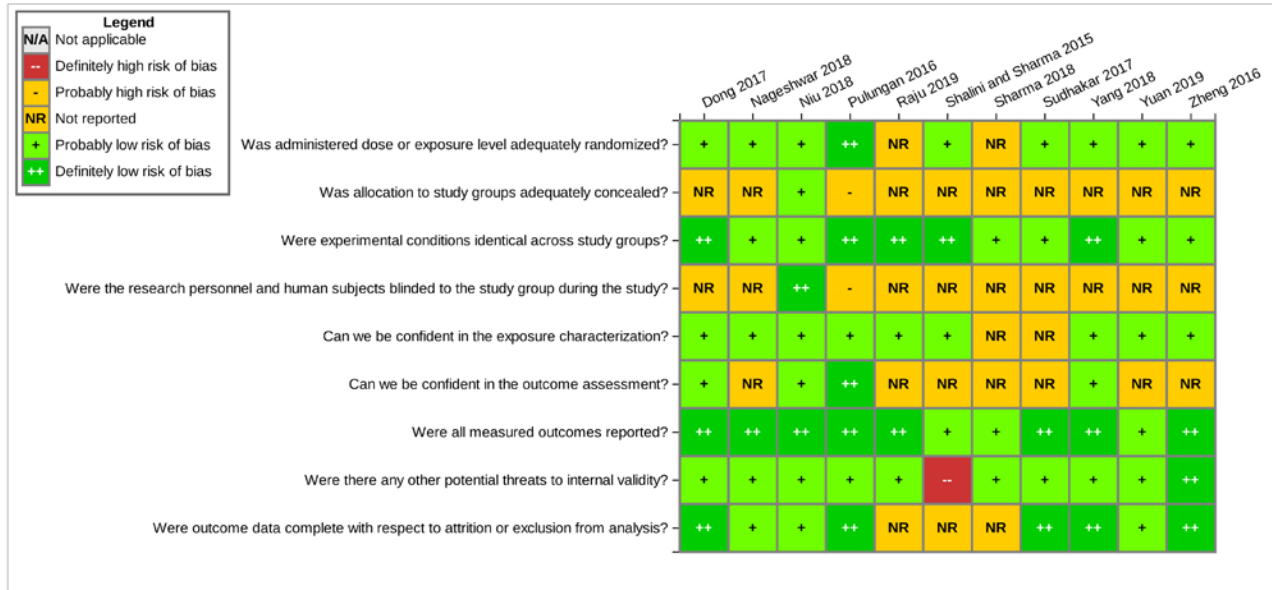 Legend
N/A Not applicable
-- Definitely high risk of bias
- Probably high risk of bias
NR Not reported
+ Probably low risk of bias
++ Definitely low risk of bias
Dong 2017
Nageshwar 2018
Niu 2018
Pulungan 2016
Raju 2019
Shalini and Sharma 2015
Sharma 2018
Sudhakar 2017
Yang 2018
Yuan 2019
Zheng 2016
Was administered dose or exposure level adequately randomized? + + + ++ NR + NR + + + +
Was allocation to study groups adequately concealed? NR NR + - NR NR NR NR NR NR NR
Were experimental conditions identical across study groups? ++ + + ++ ++ ++ + + ++ + +
Were the research personnel and human subjects blinded to the study group during the study? NR NR ++ - NR NR NR NR NR NR NR
Can we be confident in the exposure characterization? + + + + + + NR NR + + +
Can we be confident in the outcome assessment? + NR + ++ NR NR NR NR + NR NR
Were all measured outcomes reported? ++ ++ ++ ++ ++ + + ++ ++ + ++
Were there any other potential threats to internal validity? + + + + + -- + + + + ++
Were outcome data complete with respect to attrition or exclusion from analysis? ++ + + ++ NR NR NR ++ ++ + ++